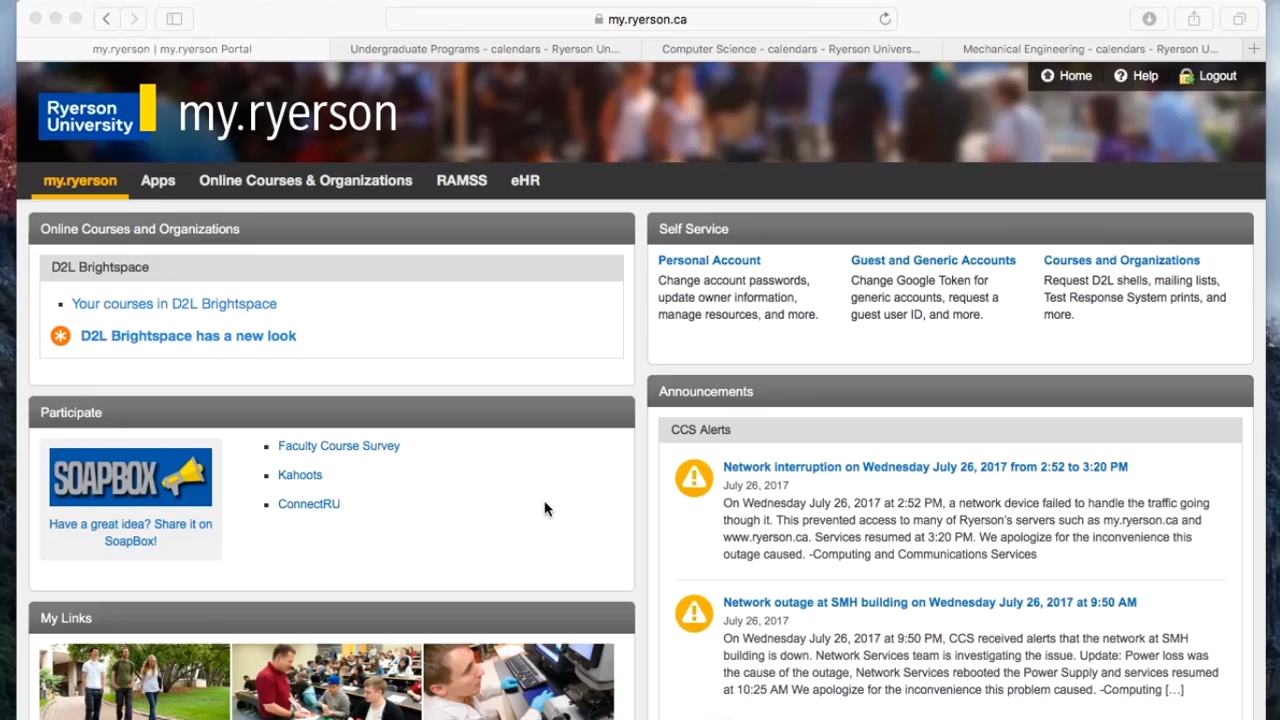 my.ryerson.ca
my.ryerson | my.ryerson Portal
Undergraduate Programs - calendars - Ryerson Un...
Computer Science - calendars - Ryerson Univers...
Mechanical Engineering - calendars - Ryerson U...
Home
Help
Logout
Ryerson
University
my.ryerson
my.ryerson
Apps
Online Courses & Organizations
RAMSS
eHR
Online Courses and Organizations
D2L Brightspace
Your courses in D2L Brightspace
D2L Brightspace has a new look
Participate
SOAPBOX
Have a great idea? Share it on
SoapBox!
Faculty Course Survey
Kahoots
ConnectRU
My Links
Self Service
Personal Account
Change account passwords,
update owner information,
manage resources, and more.
Guest and Generic Accounts
Change Google Token for
generic accounts, request a
guest user ID, and more.
Courses and Organizations
Request D2L shells, mailing lists,
Test Response System prints, and
more.
Announcements
CCS Alerts
Network interruption on Wednesday July 26, 2017 from 2:52 to 3:20 PM
July 26, 2017
On Wednesday July 26, 2017 at 2:52 PM, a network device failed to handle the traffic going
though it. This prevented access to many of Ryerson's servers such as my.ryerson.ca and
www.ryerson.ca. Services resumed at 3:20 PM. We apologize for the inconvenience this
outage caused. -Computing and Communications Services
Network outage at SMH building on Wednesday July 26, 2017 at 9:50 AM
July 26, 2017
On Wednesday July 26, 2017 at 9:50 PM, CCS received alerts that the network at SMH
building is down. Network Services team is investigating the issue. Update: Power loss was
the cause of the outage, Network Services rebooted the Power Supply and services resumed
at 10:25 AM We apologize for the inconvenience this problem caused. -Computing [...]